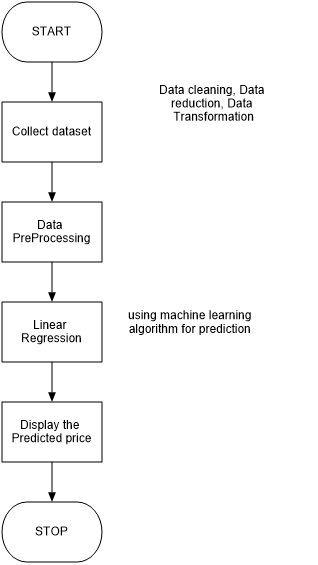 START
Data cleaning, Data
reduction, Data
Transformation
Collect dataset
Data
PreProcessing
Linear
Regression
using machine learning
algorithm for prediction
Display the
Predicted price
STOP